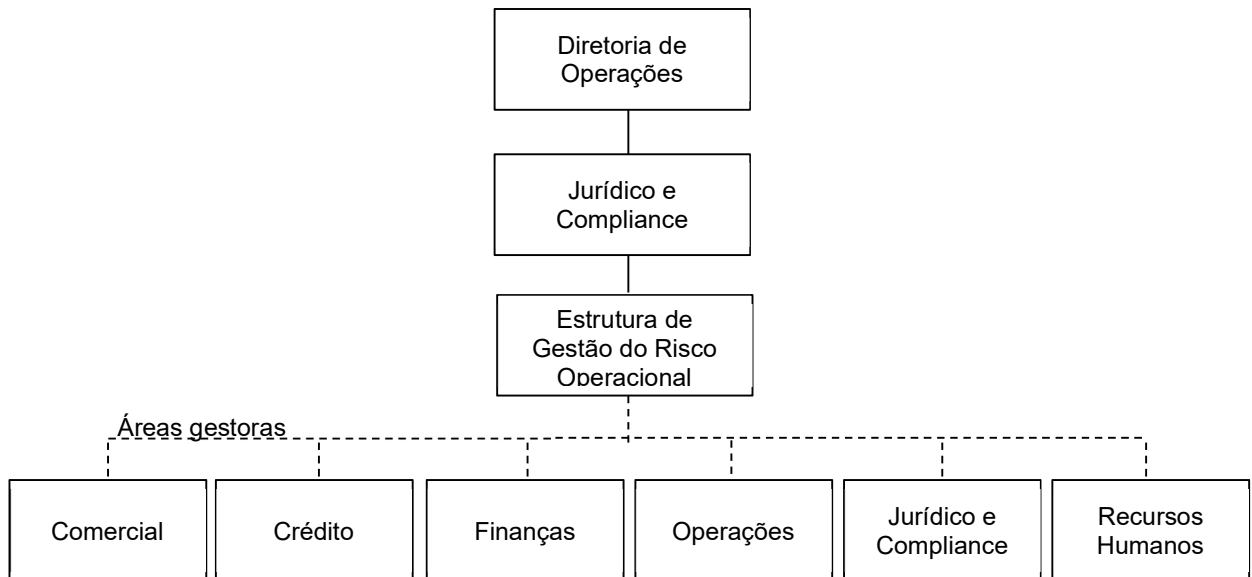 Diretoria de
Operações
Jurídico e
Compliance
Estrutura de
Gestão do Risco
Operacional
Áreas gestoras
Comercial
Crédito
Finanças
Operações
Jurídico e
Compliance
Recursos
Humanos